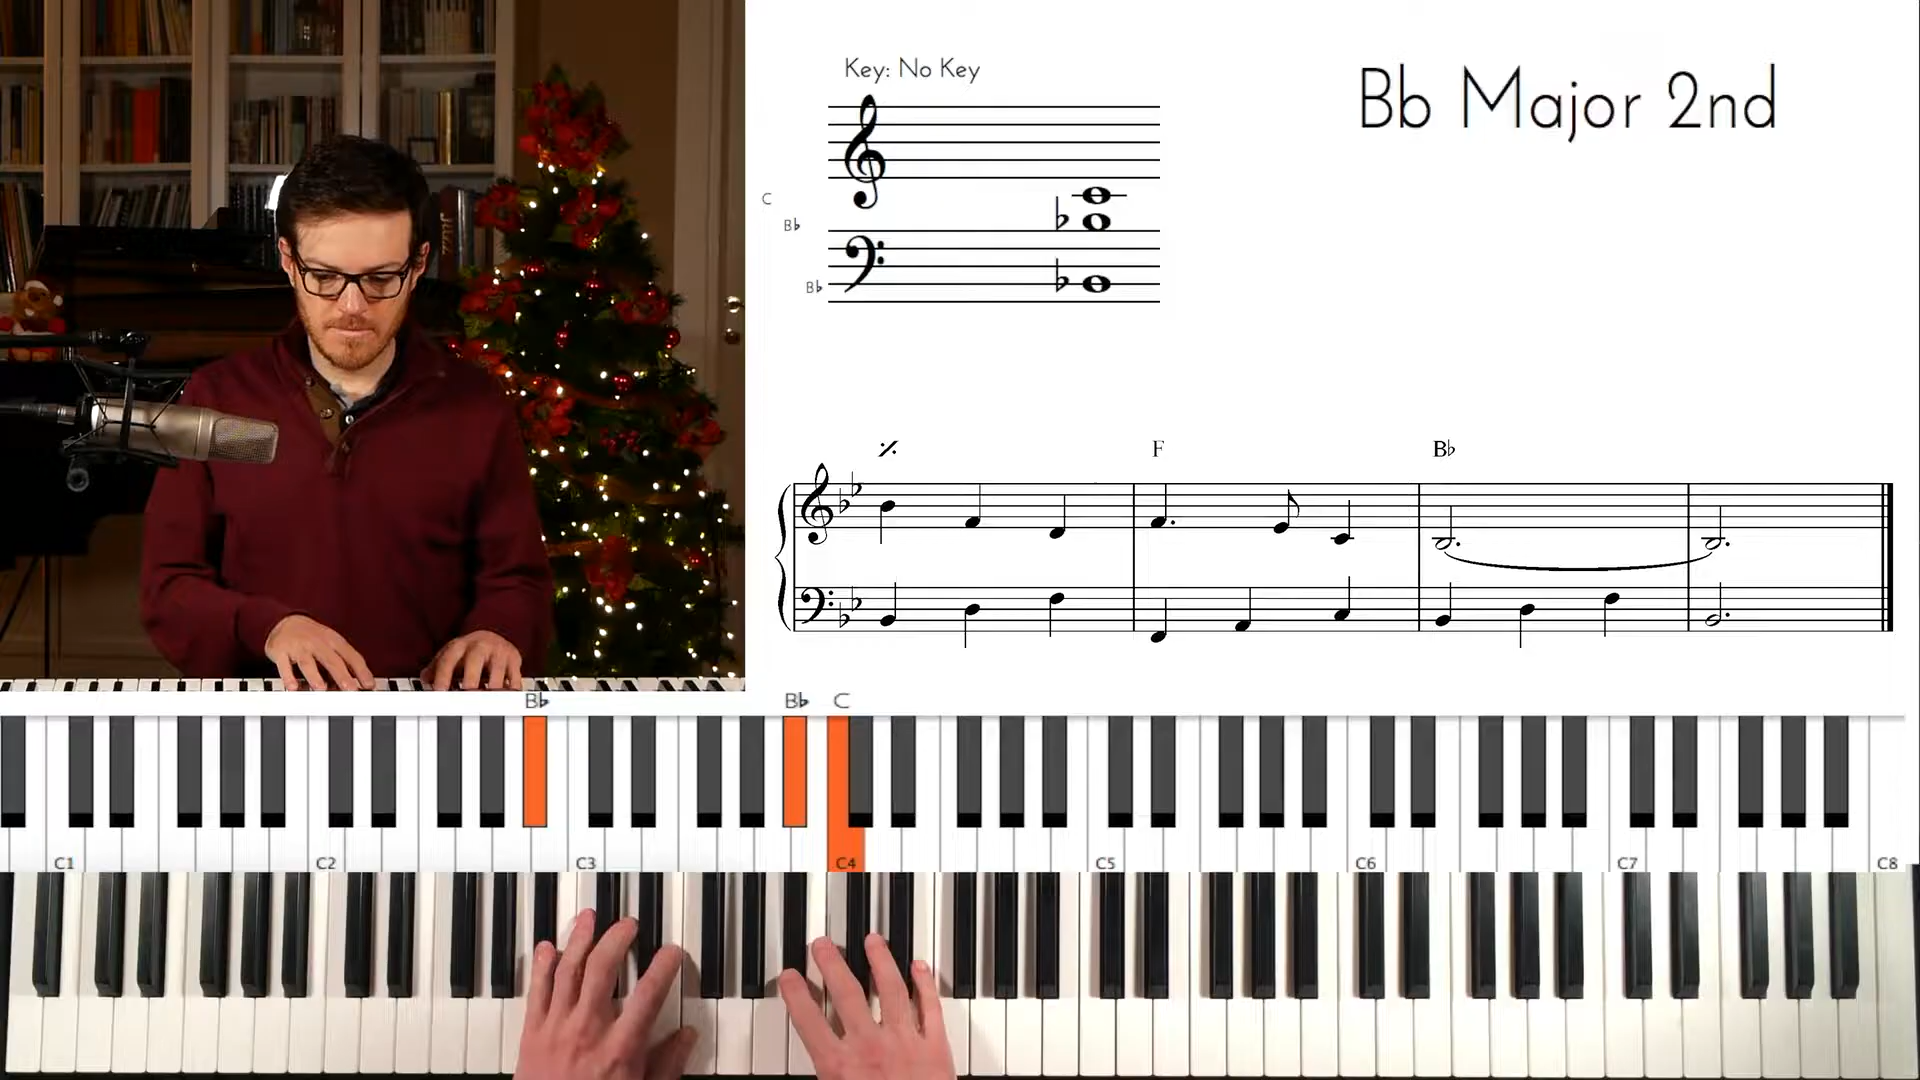 Key: No Key
Bb Major 2nd
C
B♭
B♭
F
B♭
B♭
B♭ C
C1 C2 C3 C4 C5 C6 C7 C8